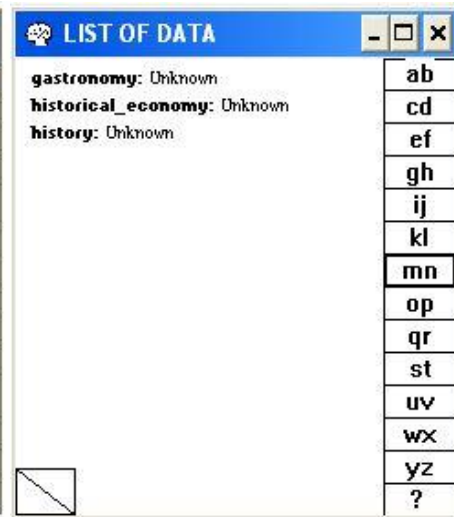 LIST OF DATA
gastronomy: Unknown
historical_economy: Unknown
history: Unknown
ab
cd
ef
gh
ij
kl
mn
op
qr
st
uv
wx
yz
?